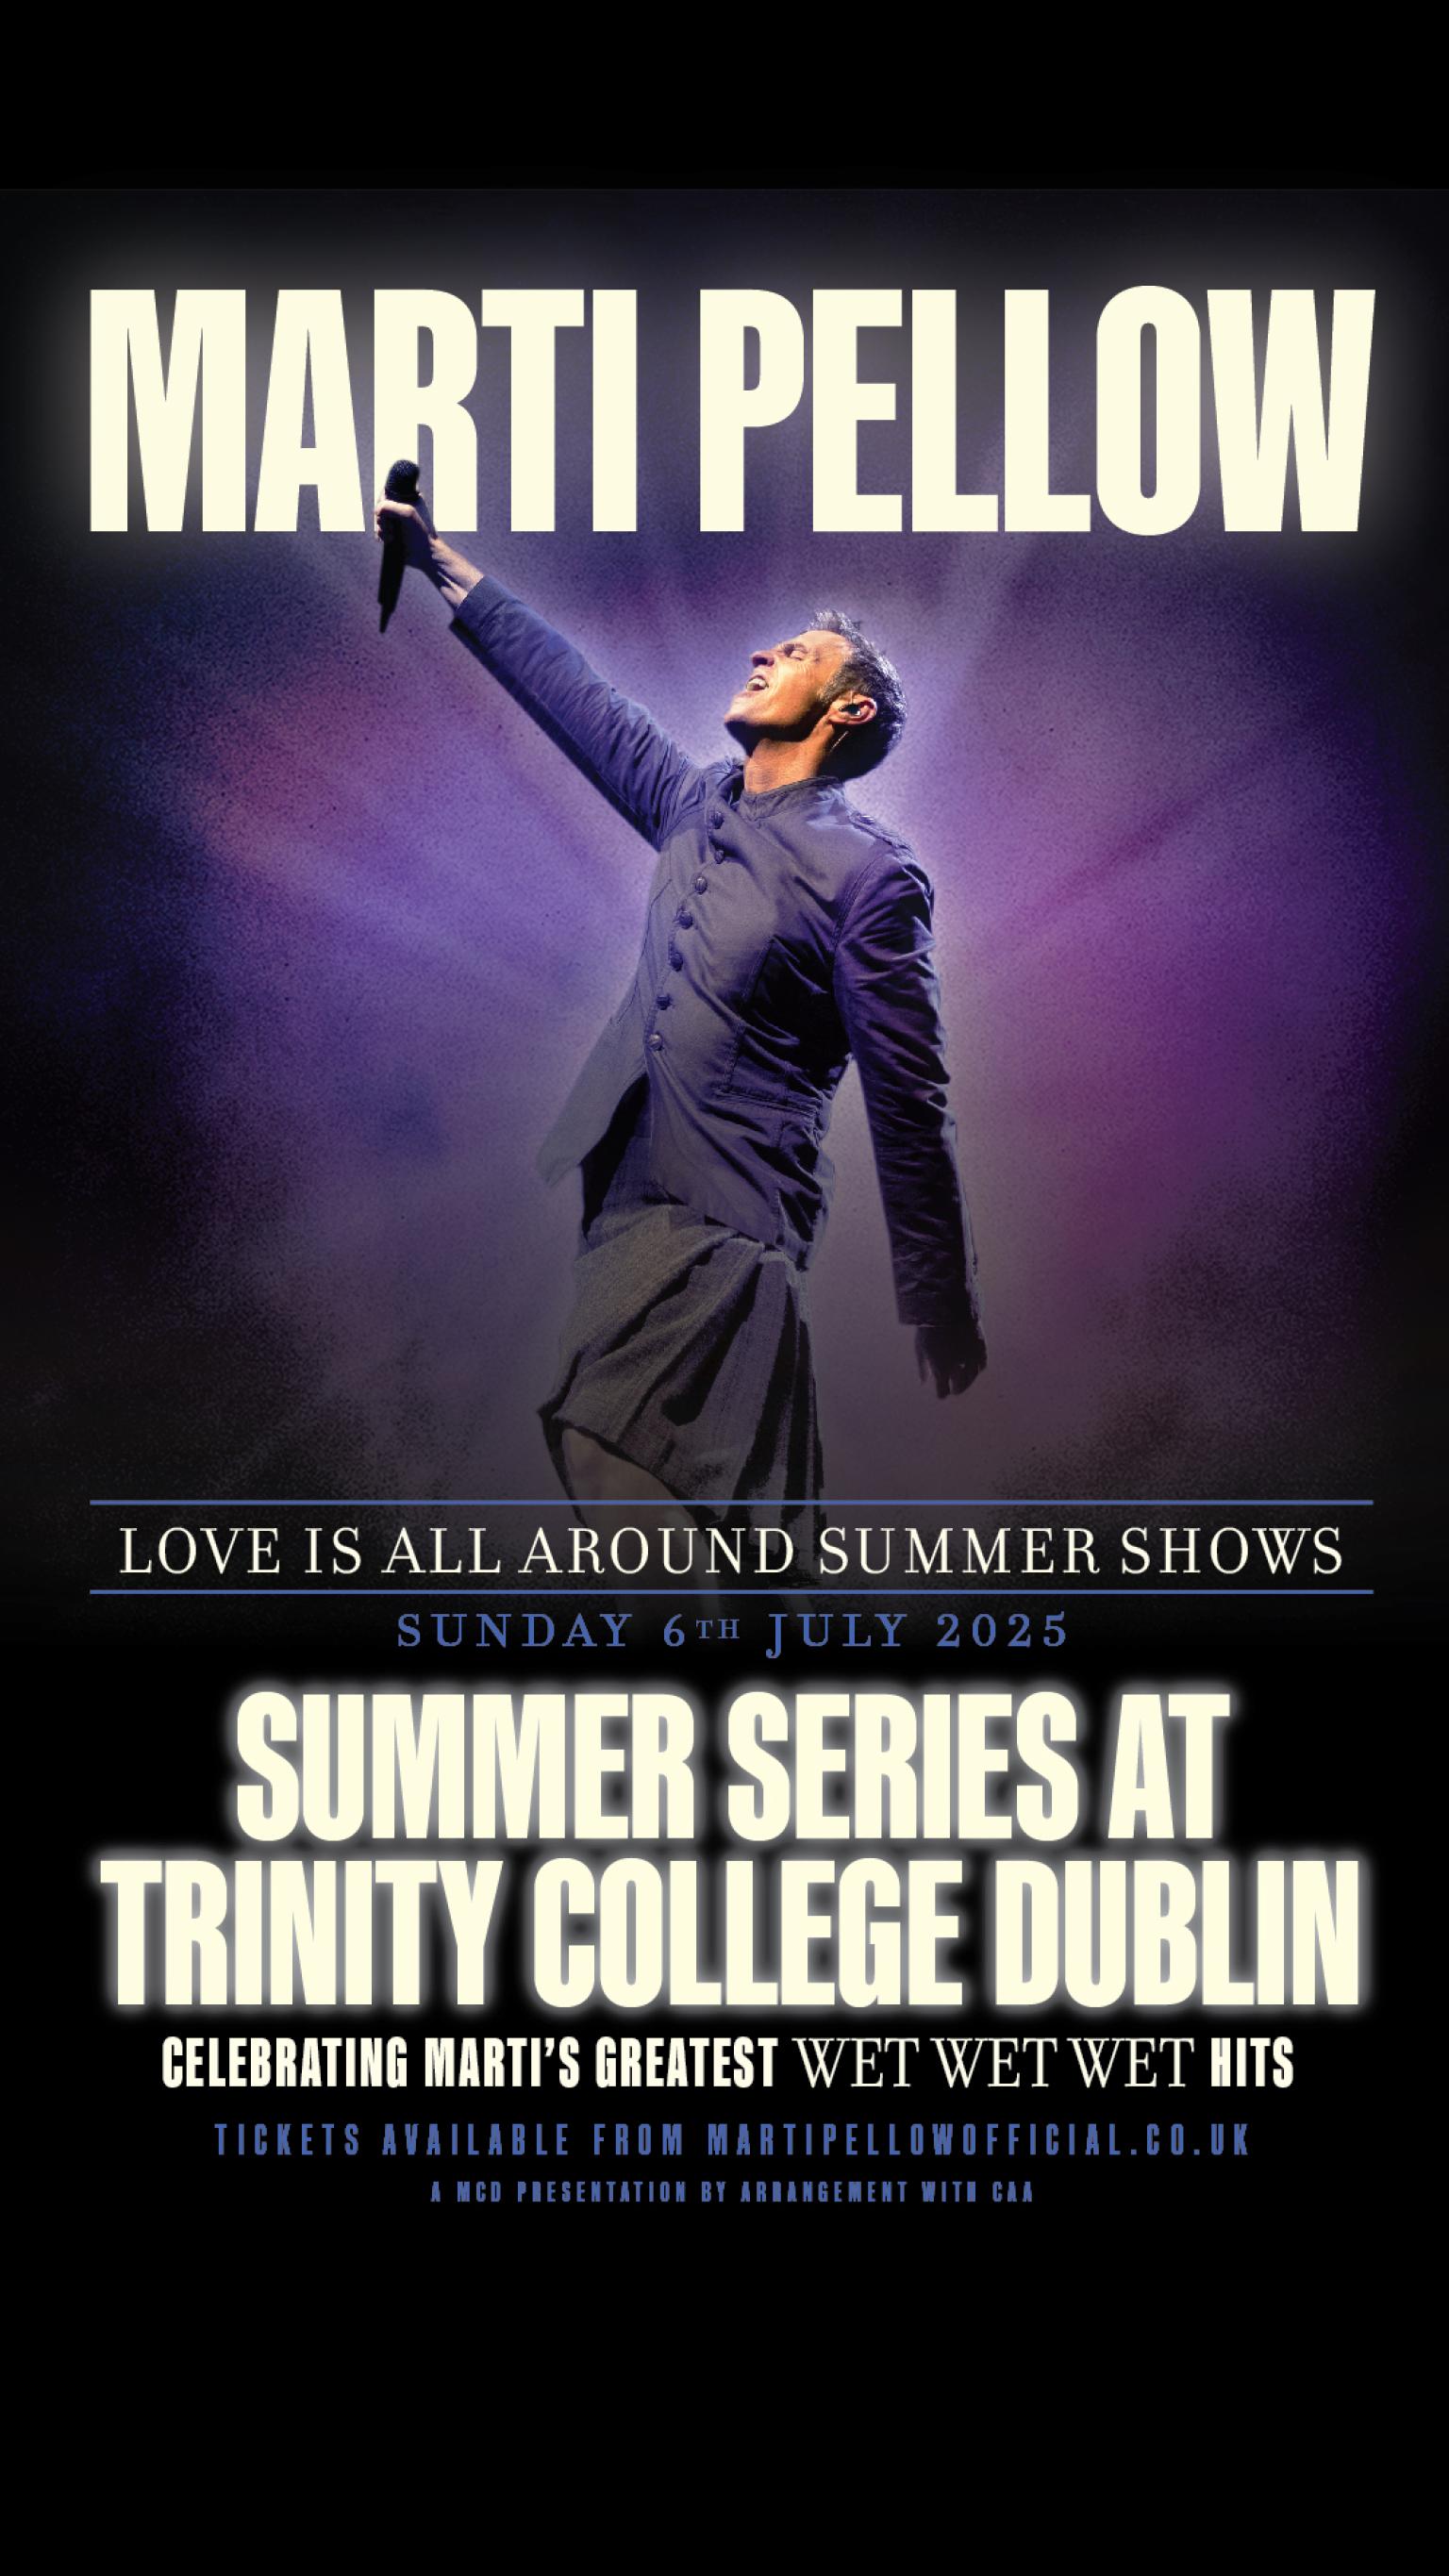 MARTI PELLOW
LOVE IS ALL AROUND SUMMER SHOWS
SUNDAY 6TH JULY 2025
SUMMER SERIES AT
TRINITY COLLEGE DUBLIN
CELEBRATING MARTI'S GREATEST WET WET WET HITS
TICKETS AVAILABLE FROM MARTIPELLOWOFFICIAL.CO.UK
A MCD PRESENTATION BY ARRANGEMENT WITH CAA